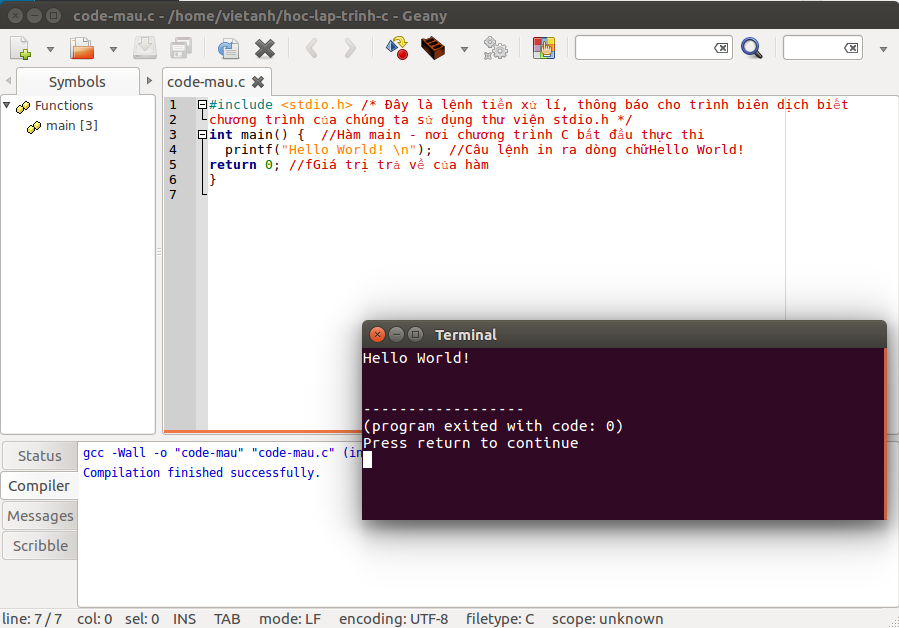 code-mau.c - /home/vietanh/hoc-lap-trinh-c - Geany
Symbols
code-mau.c
Functions
main [3]
1 #include <stdio.h> /* Đây là lệnh tiền xử lí, thông báo cho trình biên dịch biết
2 chương trình của chúng ta sử dụng thư viện stdio.h */
3 int main() { //Hàm main - nơi chương trình C bắt đầu thực thi
4 printf("Hello World! \n"); //Câu lệnh in ra dòng chữHello World!
5 return 0; //fGiá trị trả về của hàm
6 }
7
Terminal
Hello World!
------------------
(program exited with code: 0)
Press return to continue
Status
Compiler
Messages
Scribble
gcc -Wall -o "code-mau" "code-mau.c" (in
Compilation finished successfully.
line: 7 / 7 col: 0 sel: 0 INS TAB mode: LF encoding: UTF-8 filetype: C scope: unknown